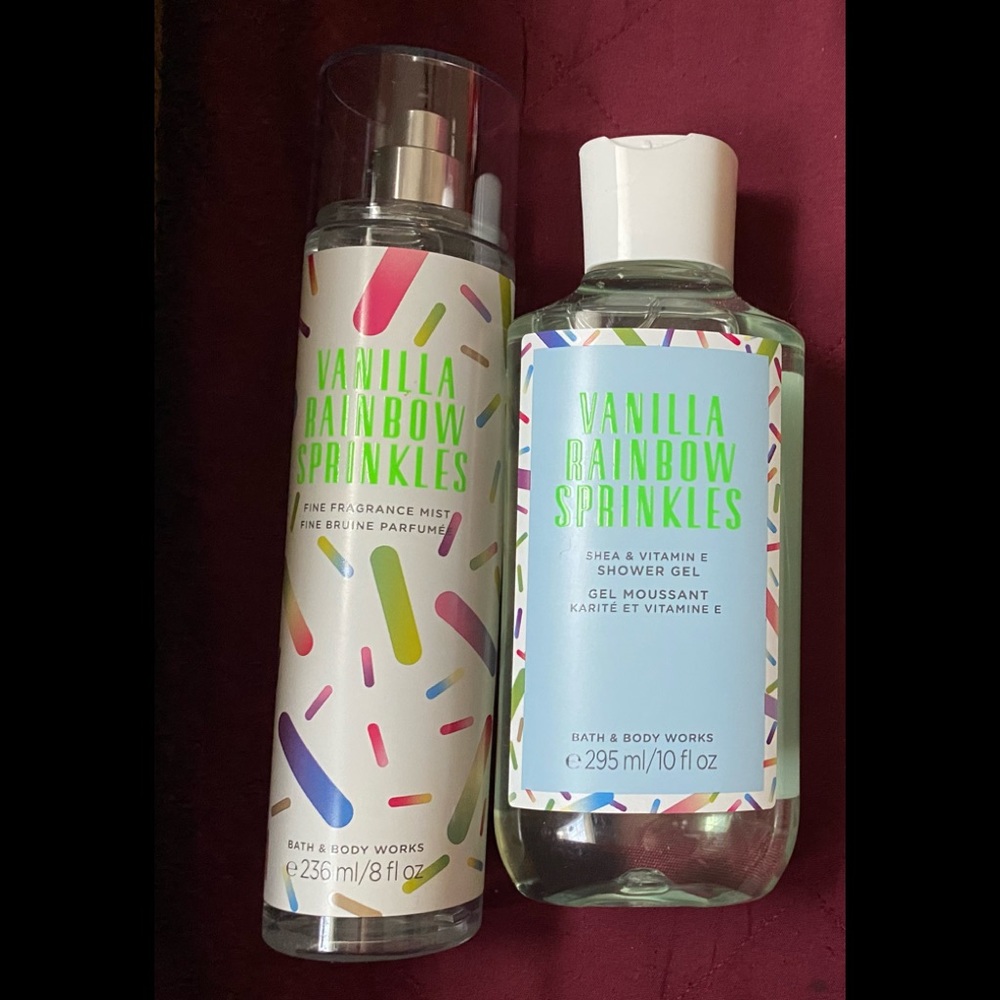 VANILLA
RAINBOW
SPRINKLES
FINE FRAGRANCE MIST
FINE BRUINE PARFUMÉE
BATH & BODY WORKS
℮236 ml/8 fl oz
VANILLA
RAINBOW
SPRINKLES
SHEA & VITAMIN E
SHOWER GEL
GEL MOUSSANT
KARITÉ ET VITAMINE E
BATH & BODY WORKS
℮295 ml/10 fl oz